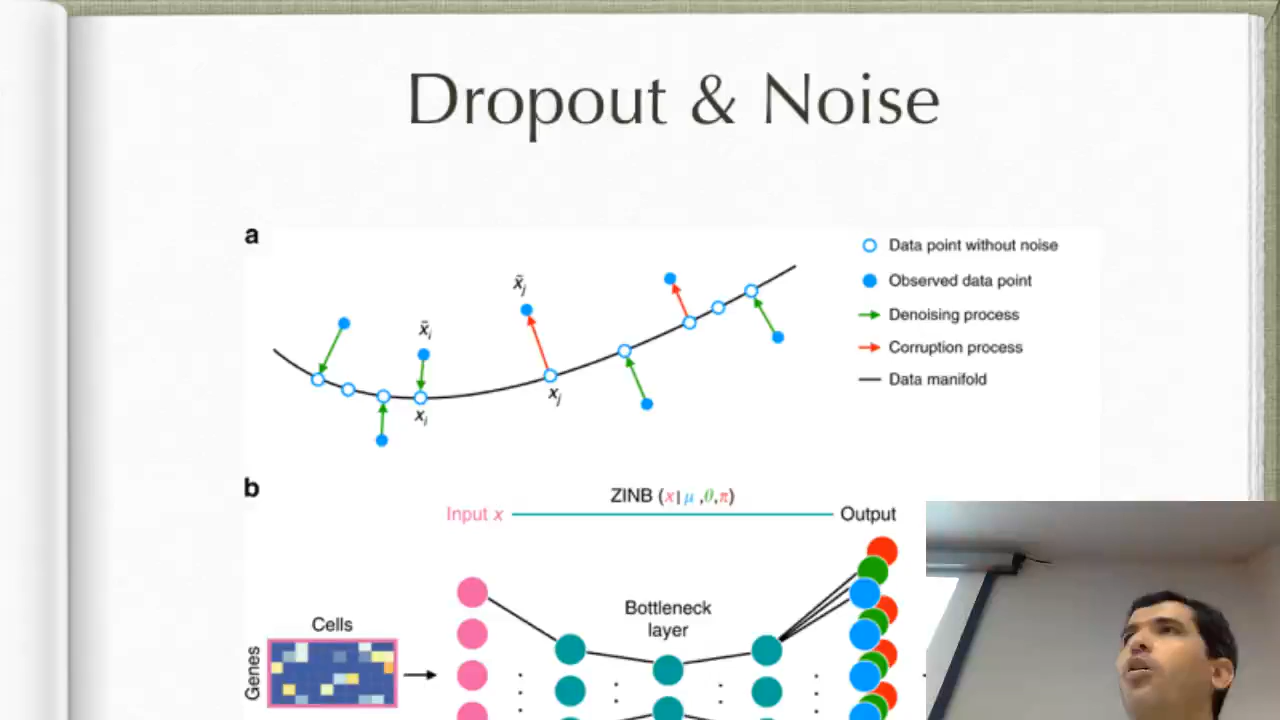 Dropout & Noise
a
Data point without noise
Observed data point
Denoising process
Corruption process
Data manifold
x̃j
x̃i
xi
xj
b
ZINB (x|μ,θ,π)
Input x
Output
Bottleneck
layer
Cells
Genes